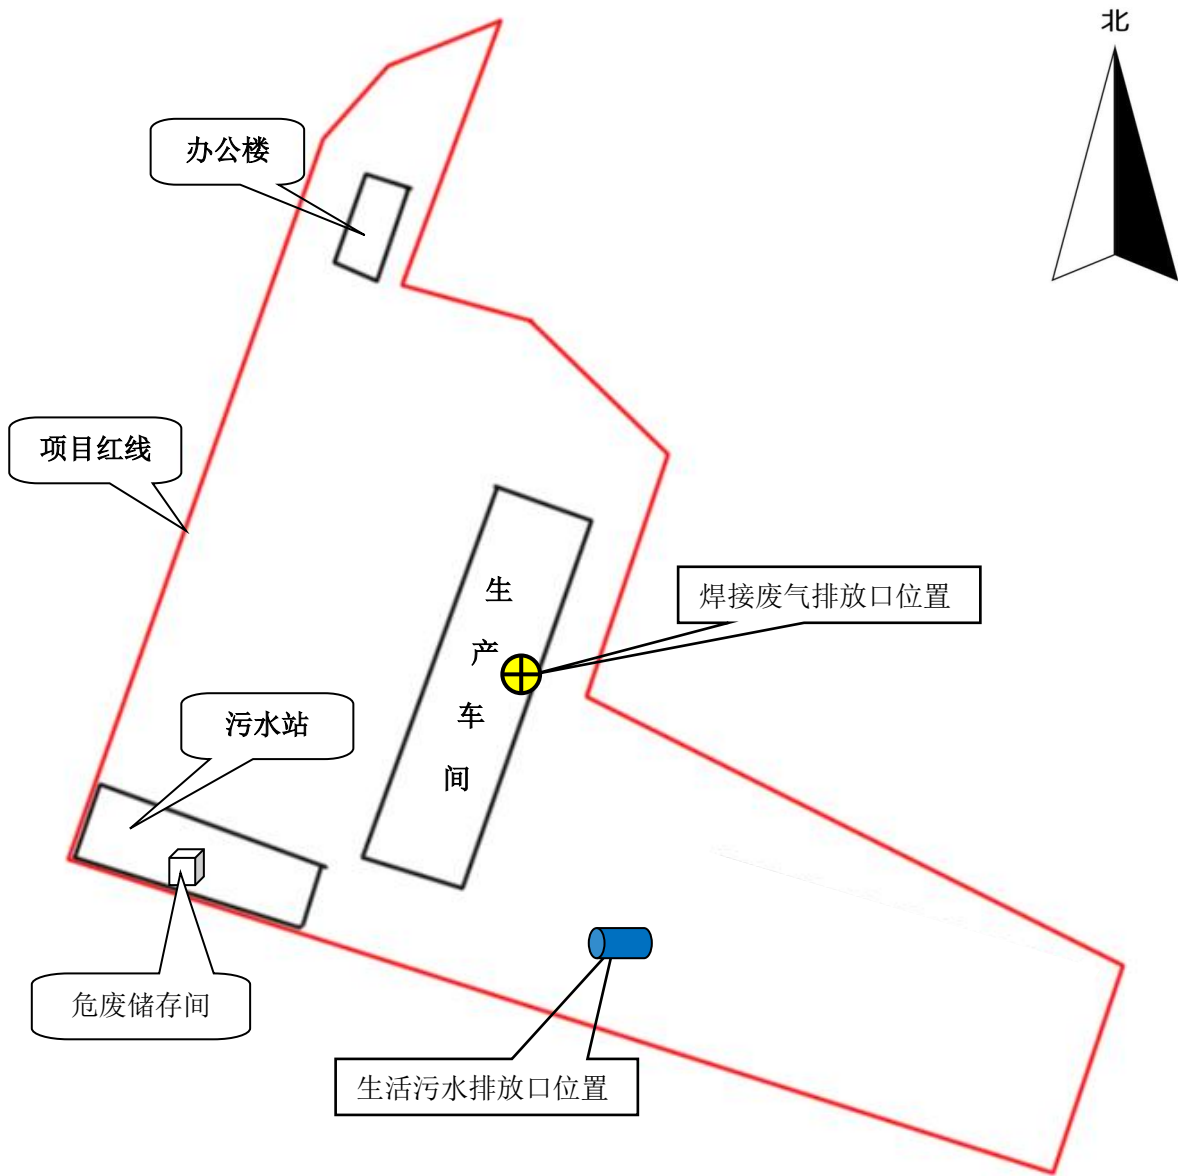 北
办公楼
项目红线
生
产
车
间
焊接废气排放口位置
污水站
危废储存间
生活污水排放口位置